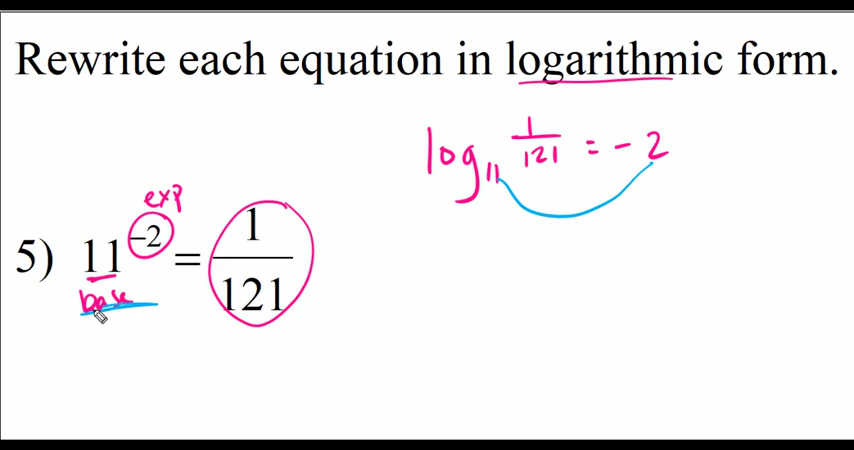 Rewrite each equation in logarithmic form.
log₁₁ 1/121 = -2
exp
5) 11⁻² = 1/121
base